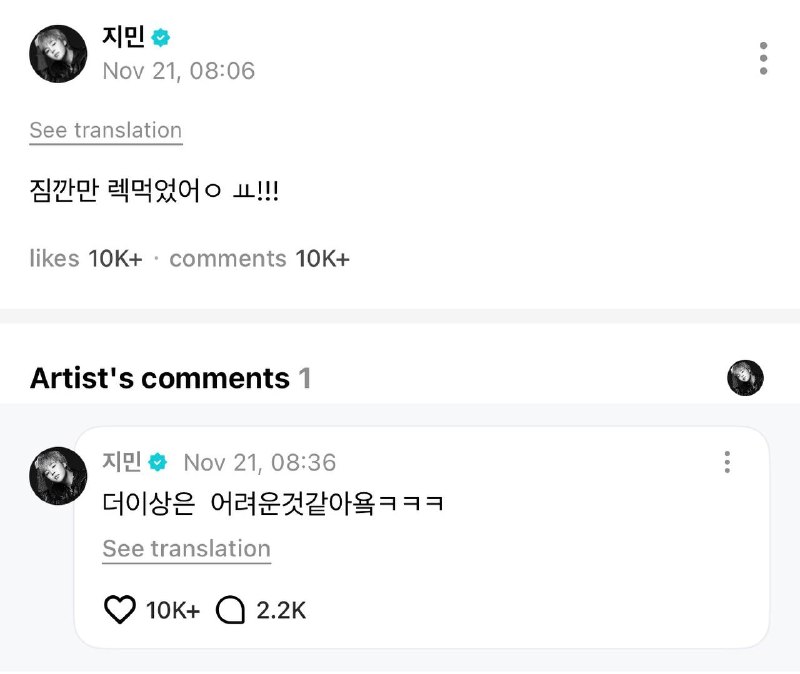 지민
Nov 21, 08:06
See translation
짐깐만 렉먹었어ㅇ ㅛ!!!
likes 10K+ · comments 10K+
Artist's comments 1
지민 Nov 21, 08:36
더이상은 어려운것같아욬ㅋㅋㅋ
See translation
10K+ 2.2K